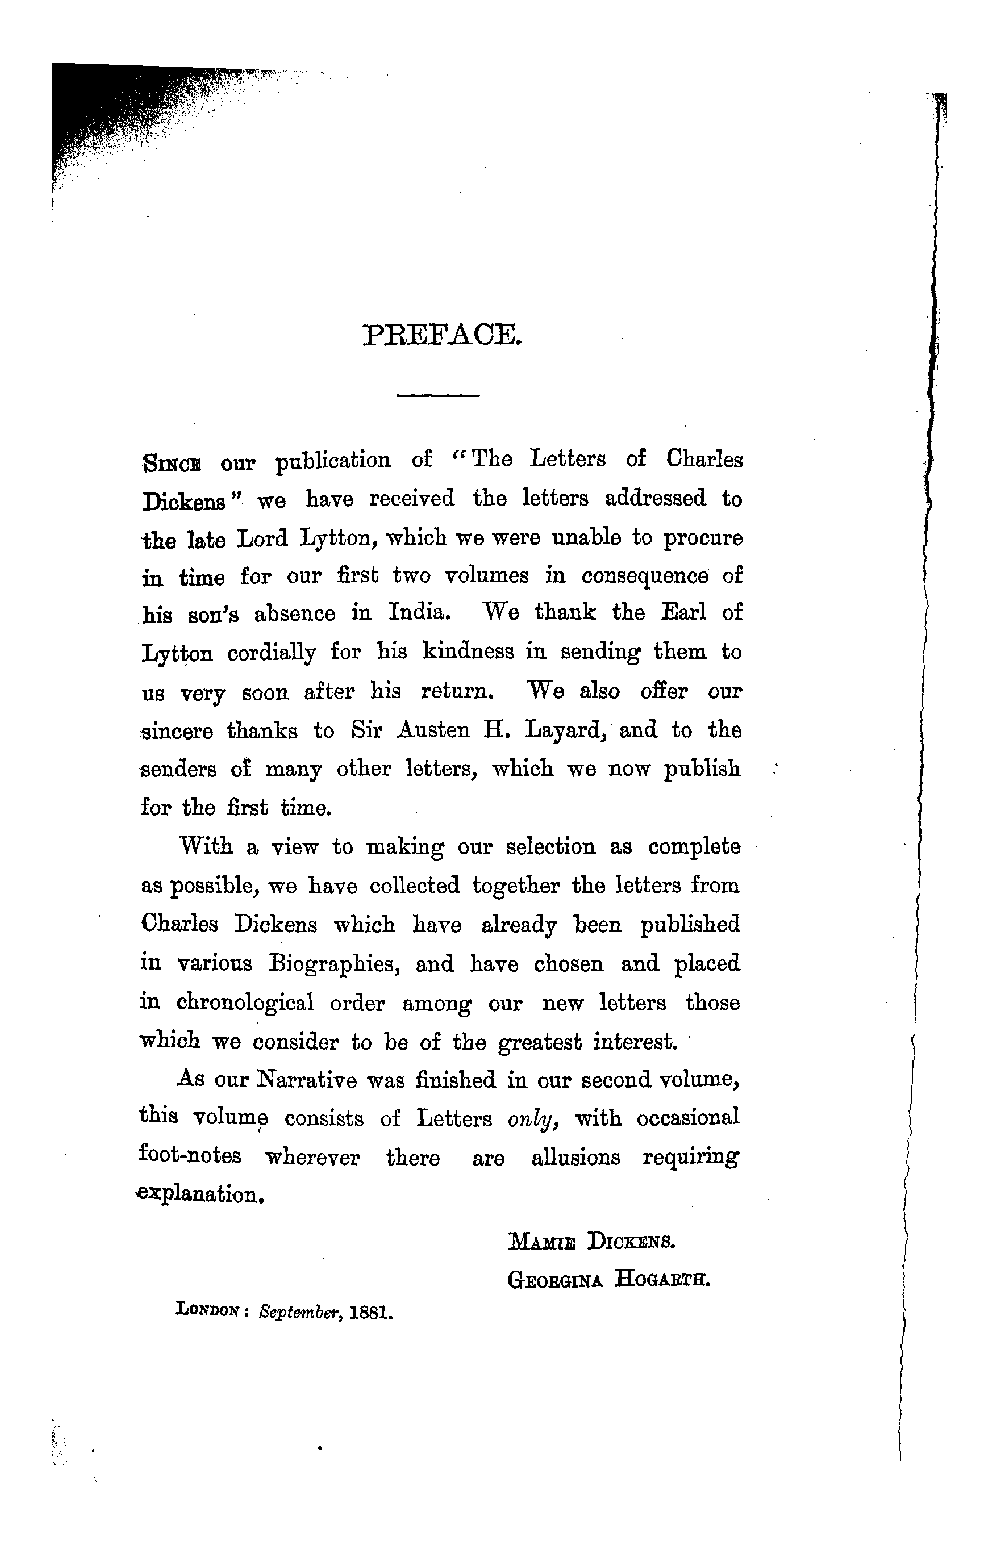 PREFACE.
SINCE our publication of "The Letters of Charles
Dickens" we have received the letters addressed to
the late Lord Lytton, which we were unable to procure
in time for our first two volumes in consequence of
his son's absence in India. We thank the Earl of
Lytton cordially for his kindness in sending them to
us very soon after his return. We also offer our
sincere thanks to Sir Austen H. Layard, and to the
senders of many other letters, which we now publish
for the first time.
With a view to making our selection as complete
as possible, we have collected together the letters from
Charles Dickens which have already been published
in various Biographies, and have chosen and placed
in chronological order among our new letters those
which we consider to be of the greatest interest.
As our Narrative was finished in our second volume,
this volume consists of Letters only, with occasional
foot-notes wherever there are allusions requiring
explanation.
MAMIE DICKENS.
GEORGINA HOGARTH.
LONDON: September, 1881.